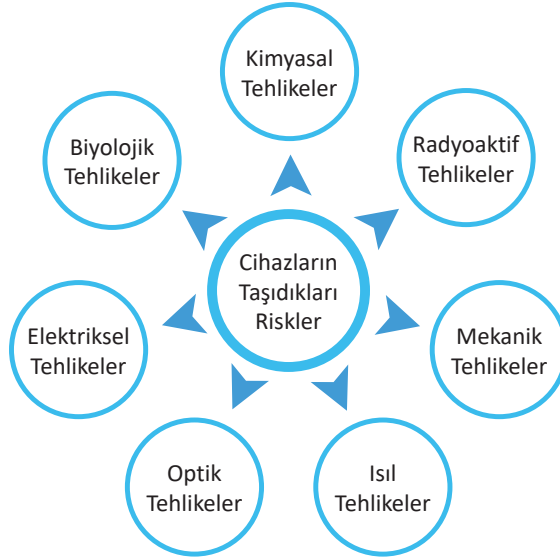 Kimyasal
Tehlikeler
Radyoaktif
Tehlikeler
Mekanik
Tehlikeler
Isıl
Tehlikeler
Optik
Tehlikeler
Elektriksel
Tehlikeler
Biyolojik
Tehlikeler
Cihazların
Taşıdıkları
Riskler